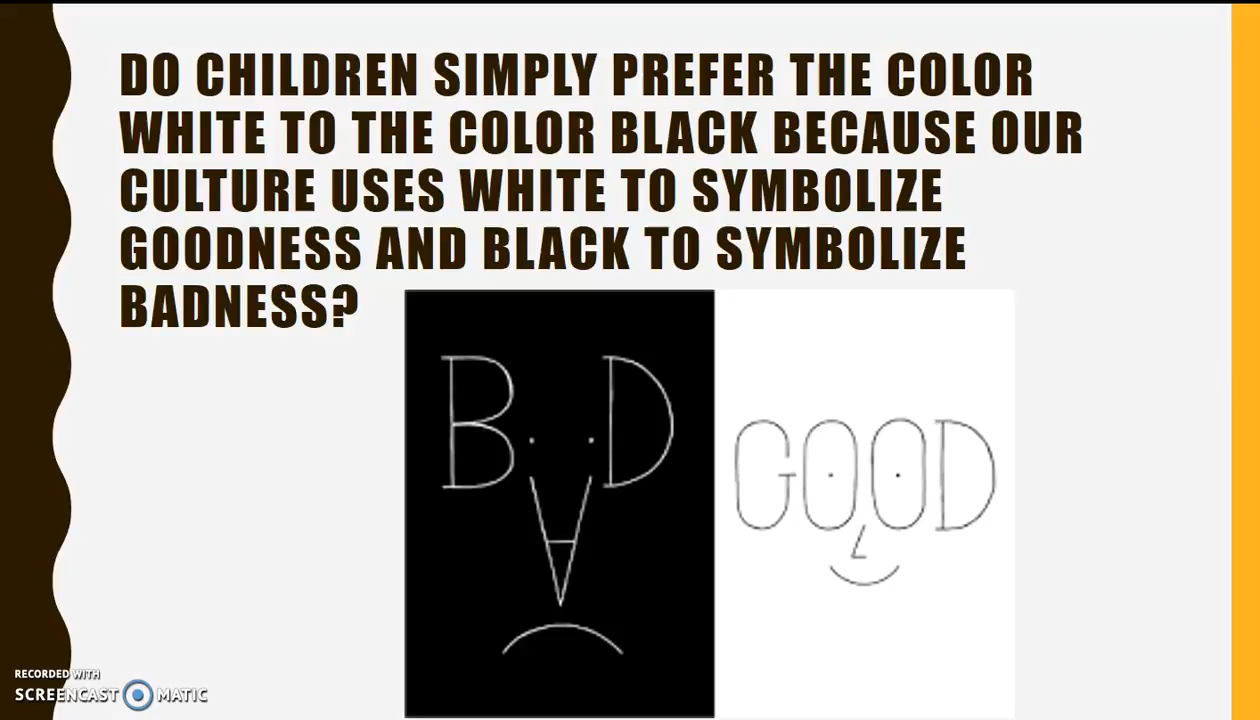 DO CHILDREN SIMPLY PREFER THE COLOR
WHITE TO THE COLOR BLACK BECAUSE OUR
CULTURE USES WHITE TO SYMBOLIZE
GOODNESS AND BLACK TO SYMBOLIZE
BADNESS?
BAD
GOOD
RECORDED WITH
SCREENCAST MATIC